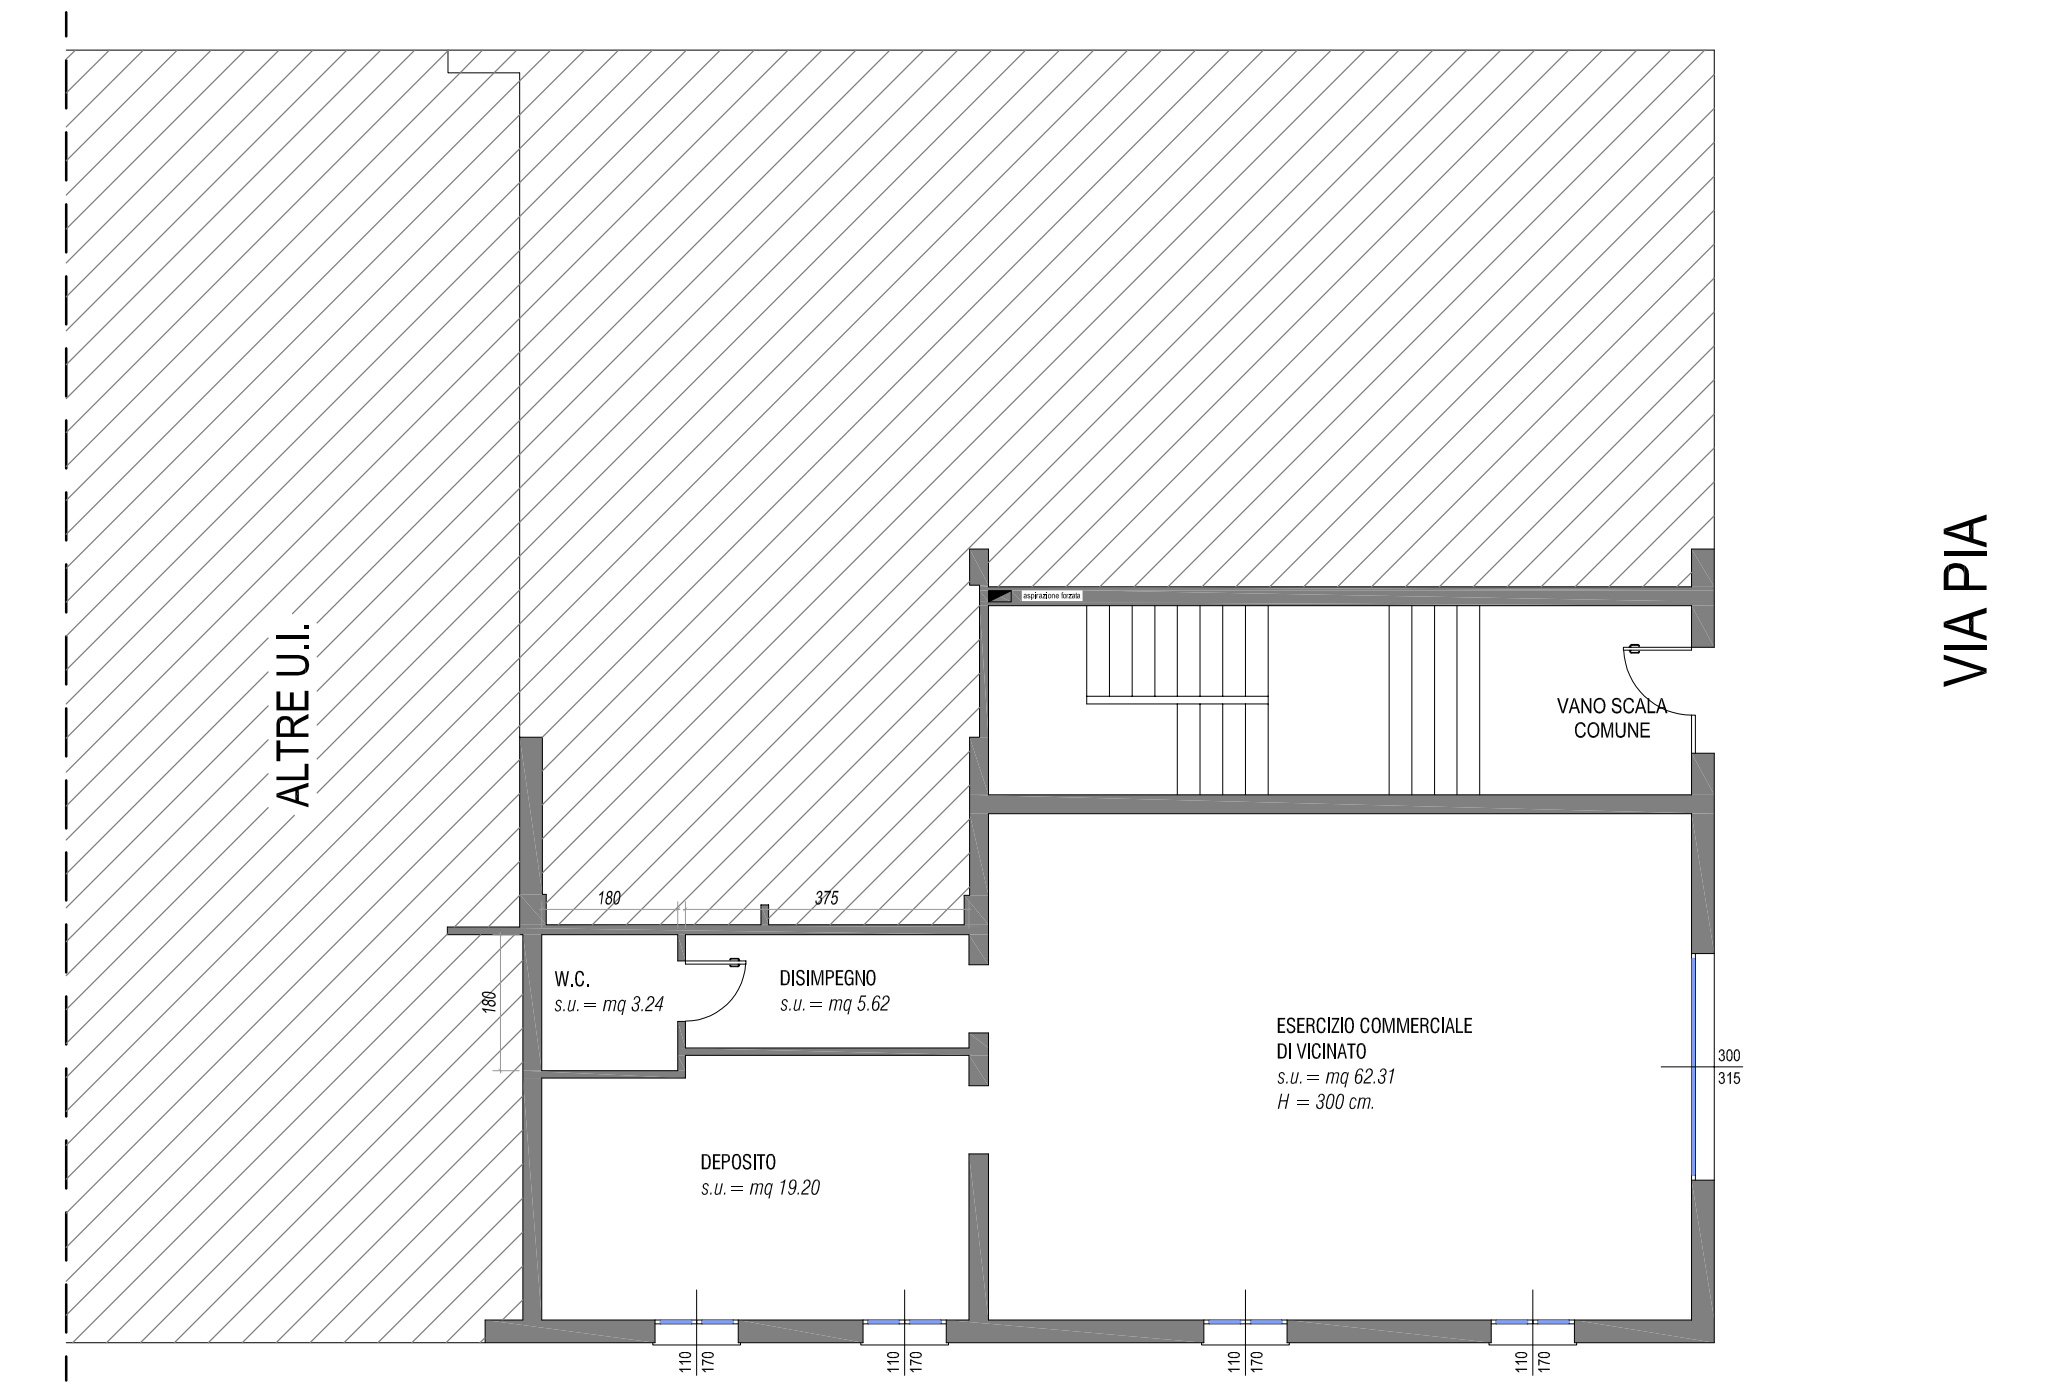 aspirazione forzata
VIA PIA
ALTRE U.I.
VANO SCALA
COMUNE
180
375
180
W.C.
s.u. = mq 3.24
DISIMPEGNO
s.u. = mq 5.62
ESERCIZIO COMMERCIALE
DI VICINATO
s.u. = mq 62.31
H = 300 cm.
300
315
DEPOSITO
s.u. = mq 19.20
110
170
110
170
110
170
110
170